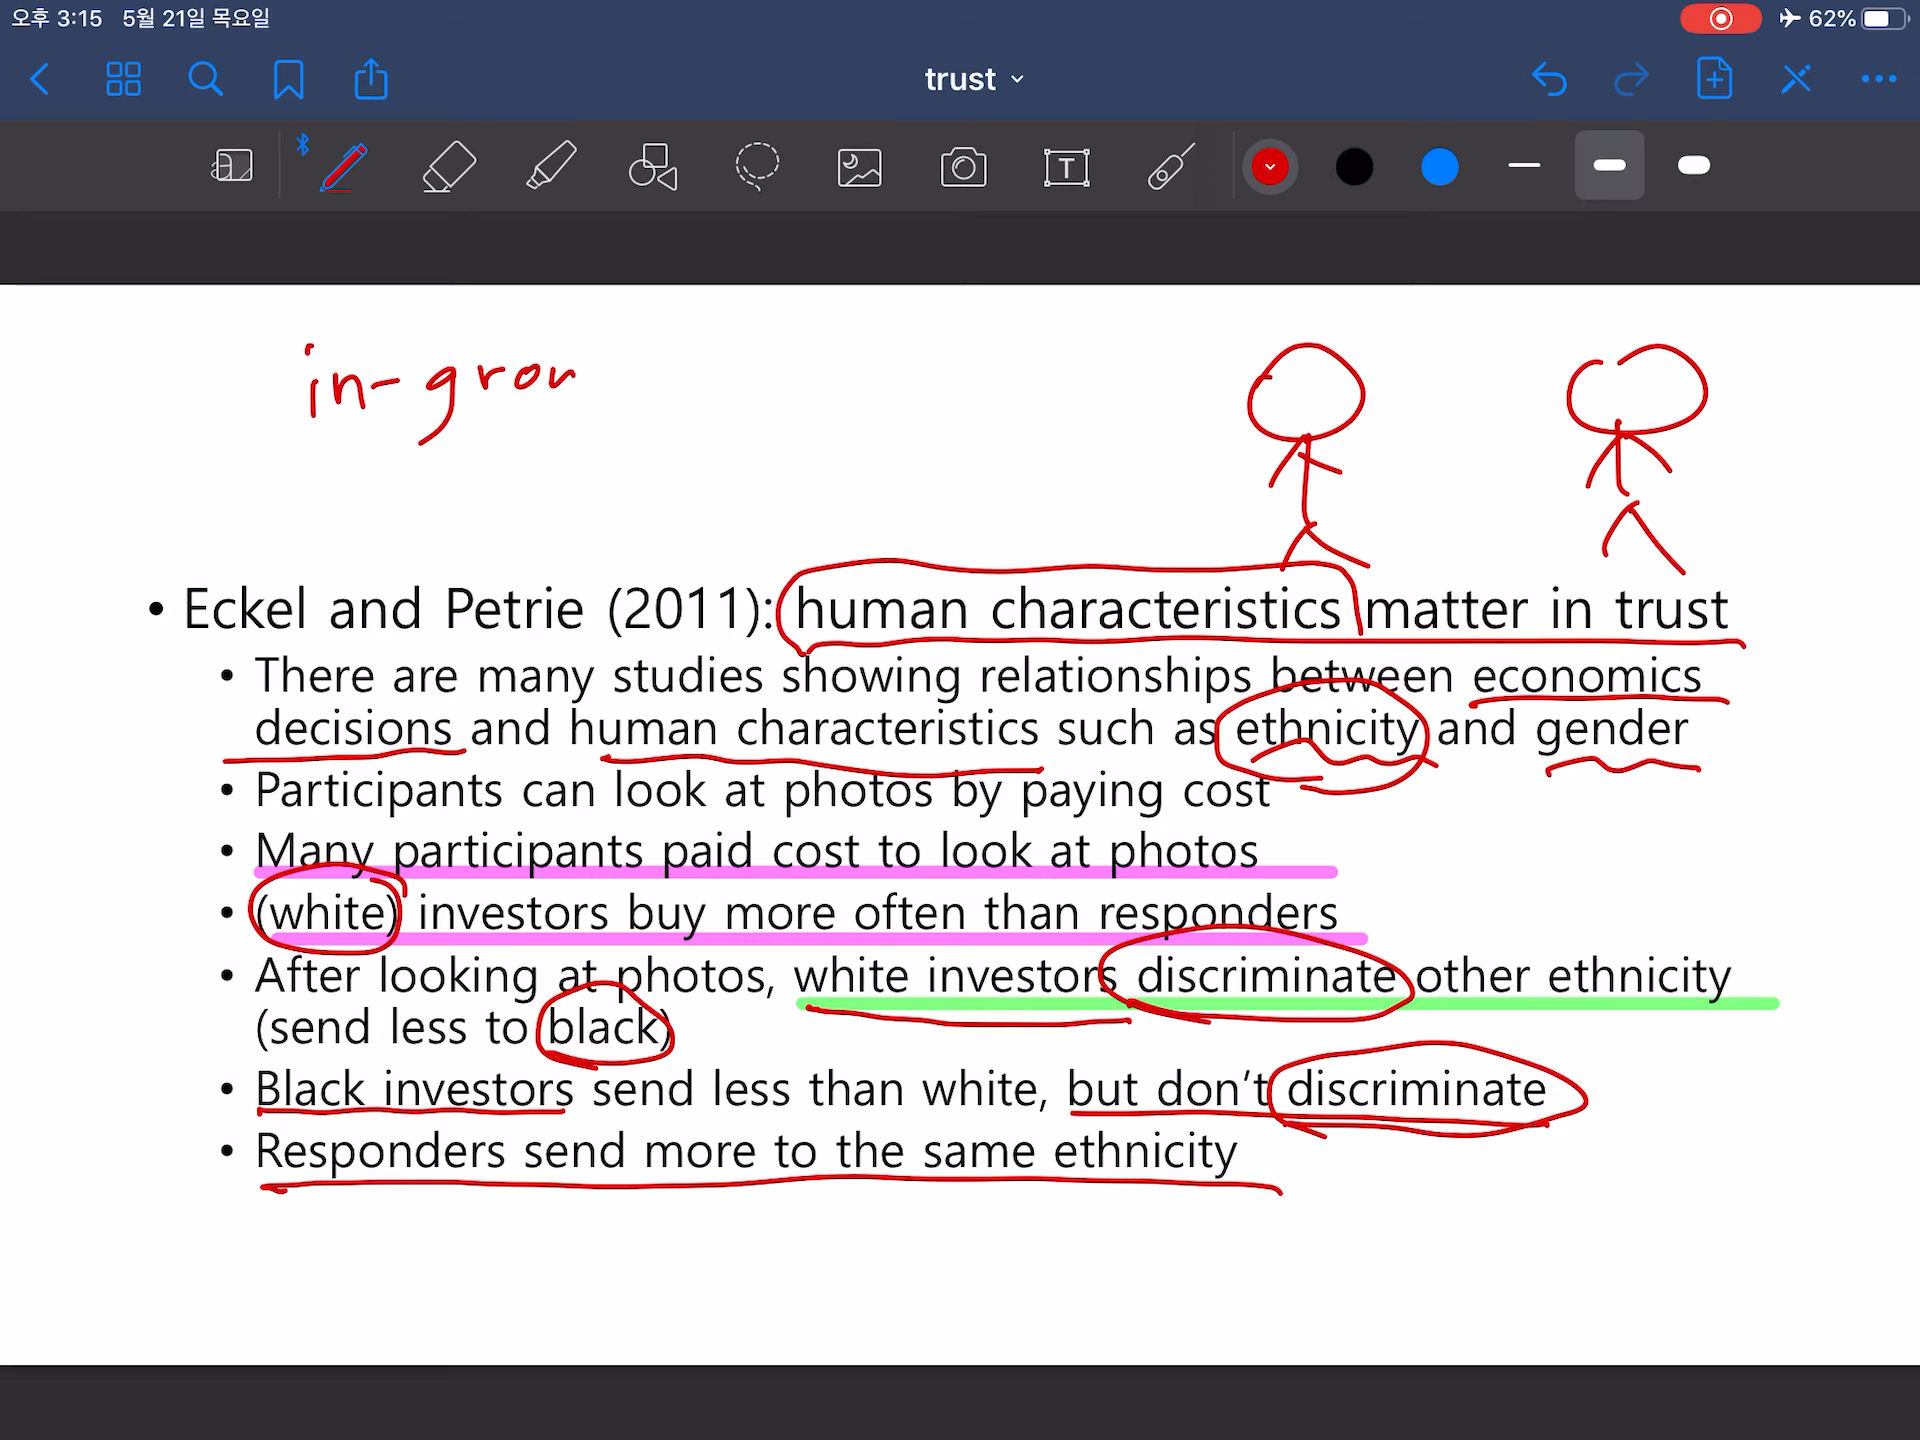 오후 3:15 5월 21일 목요일
62%
trust
in-grou
• Eckel and Petrie (2011): human characteristics matter in trust
• There are many studies showing relationships between economics
decisions and human characteristics such as ethnicity and gender
• Participants can look at photos by paying cost
• Many participants paid cost to look at photos
• (white) investors buy more often than responders
• After looking at photos, white investors discriminate other ethnicity
(send less to black)
• Black investors send less than white, but don’t discriminate
• Responders send more to the same ethnicity